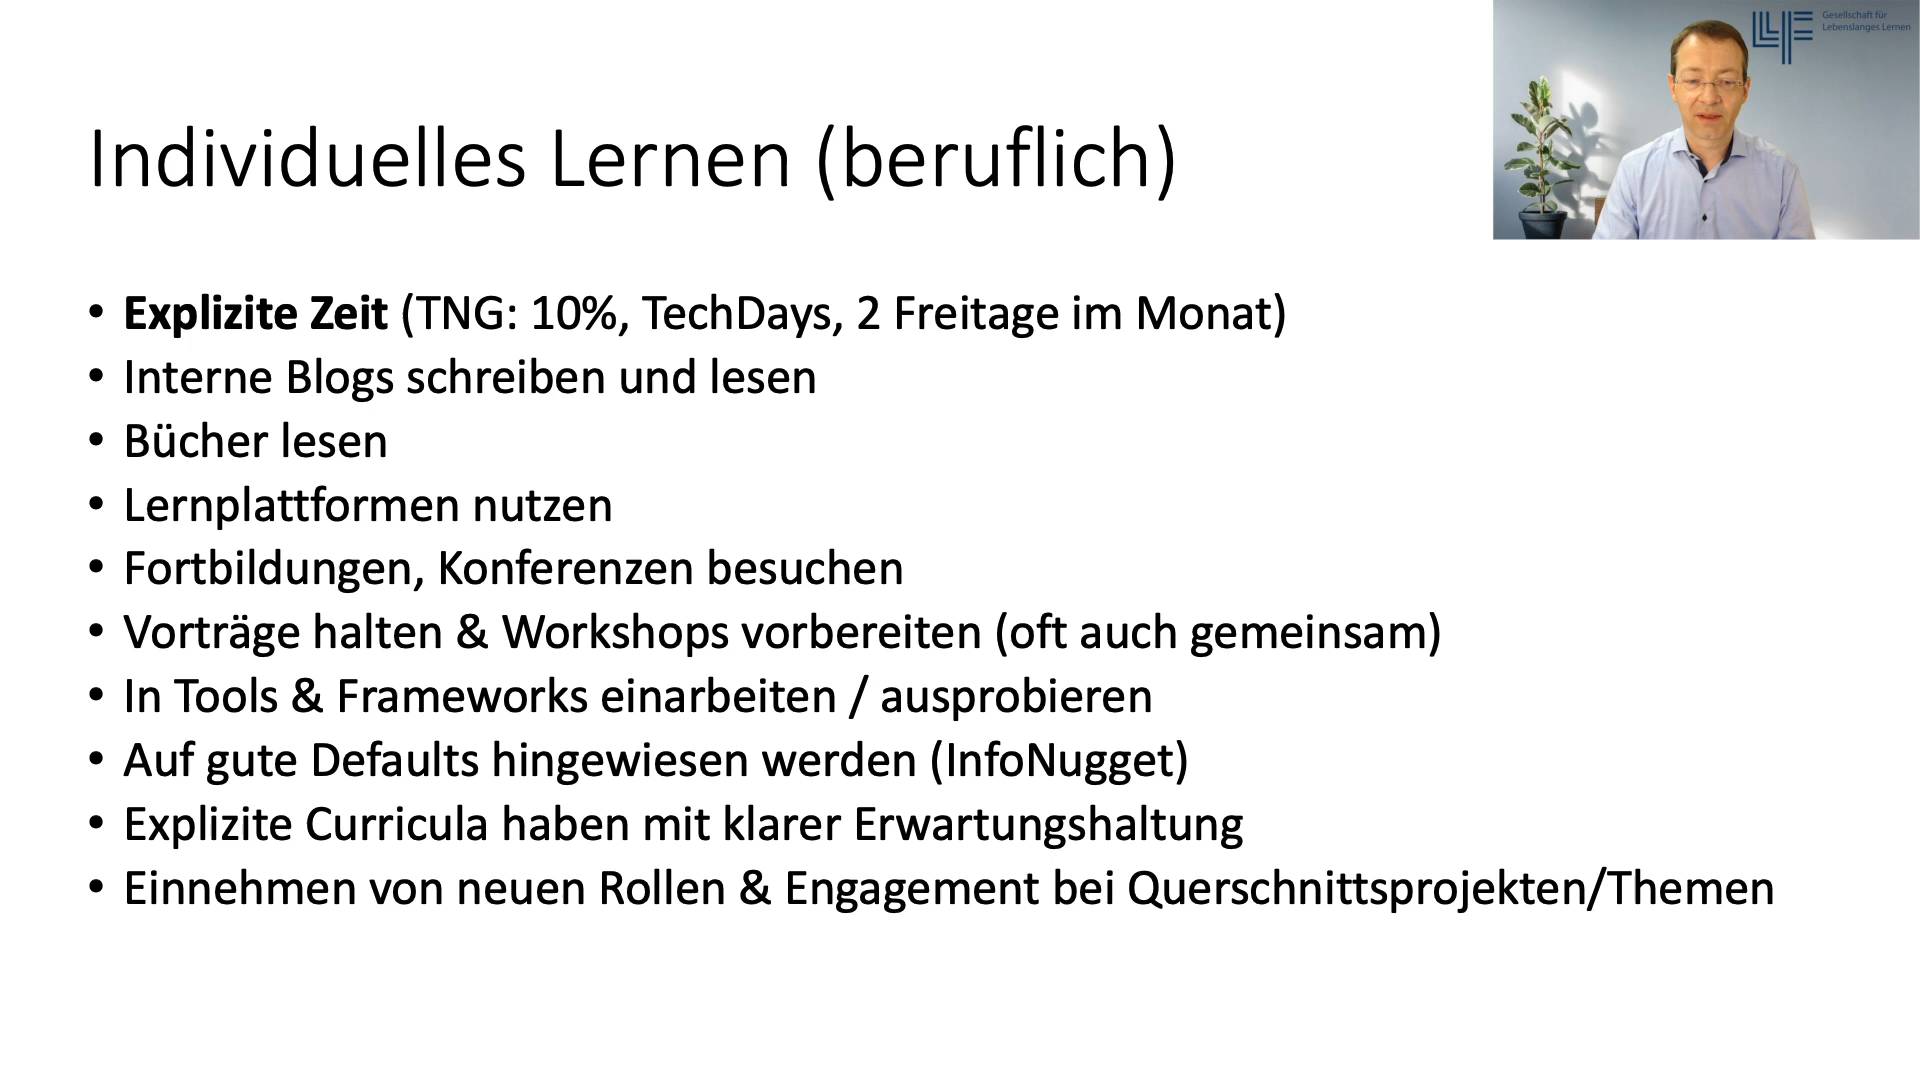 Gesellschaft für
Lebenslanges Lernen
Individuelles Lernen (beruflich)
• Explizite Zeit (TNG: 10%, TechDays, 2 Freitage im Monat)
• Interne Blogs schreiben und lesen
• Bücher lesen
• Lernplattformen nutzen
• Fortbildungen, Konferenzen besuchen
• Vorträge halten & Workshops vorbereiten (oft auch gemeinsam)
• In Tools & Frameworks einarbeiten / ausprobieren
• Auf gute Defaults hingewiesen werden (InfoNugget)
• Explizite Curricula haben mit klarer Erwartungshaltung
• Einnehmen von neuen Rollen & Engagement bei Querschnittsprojekten/Themen